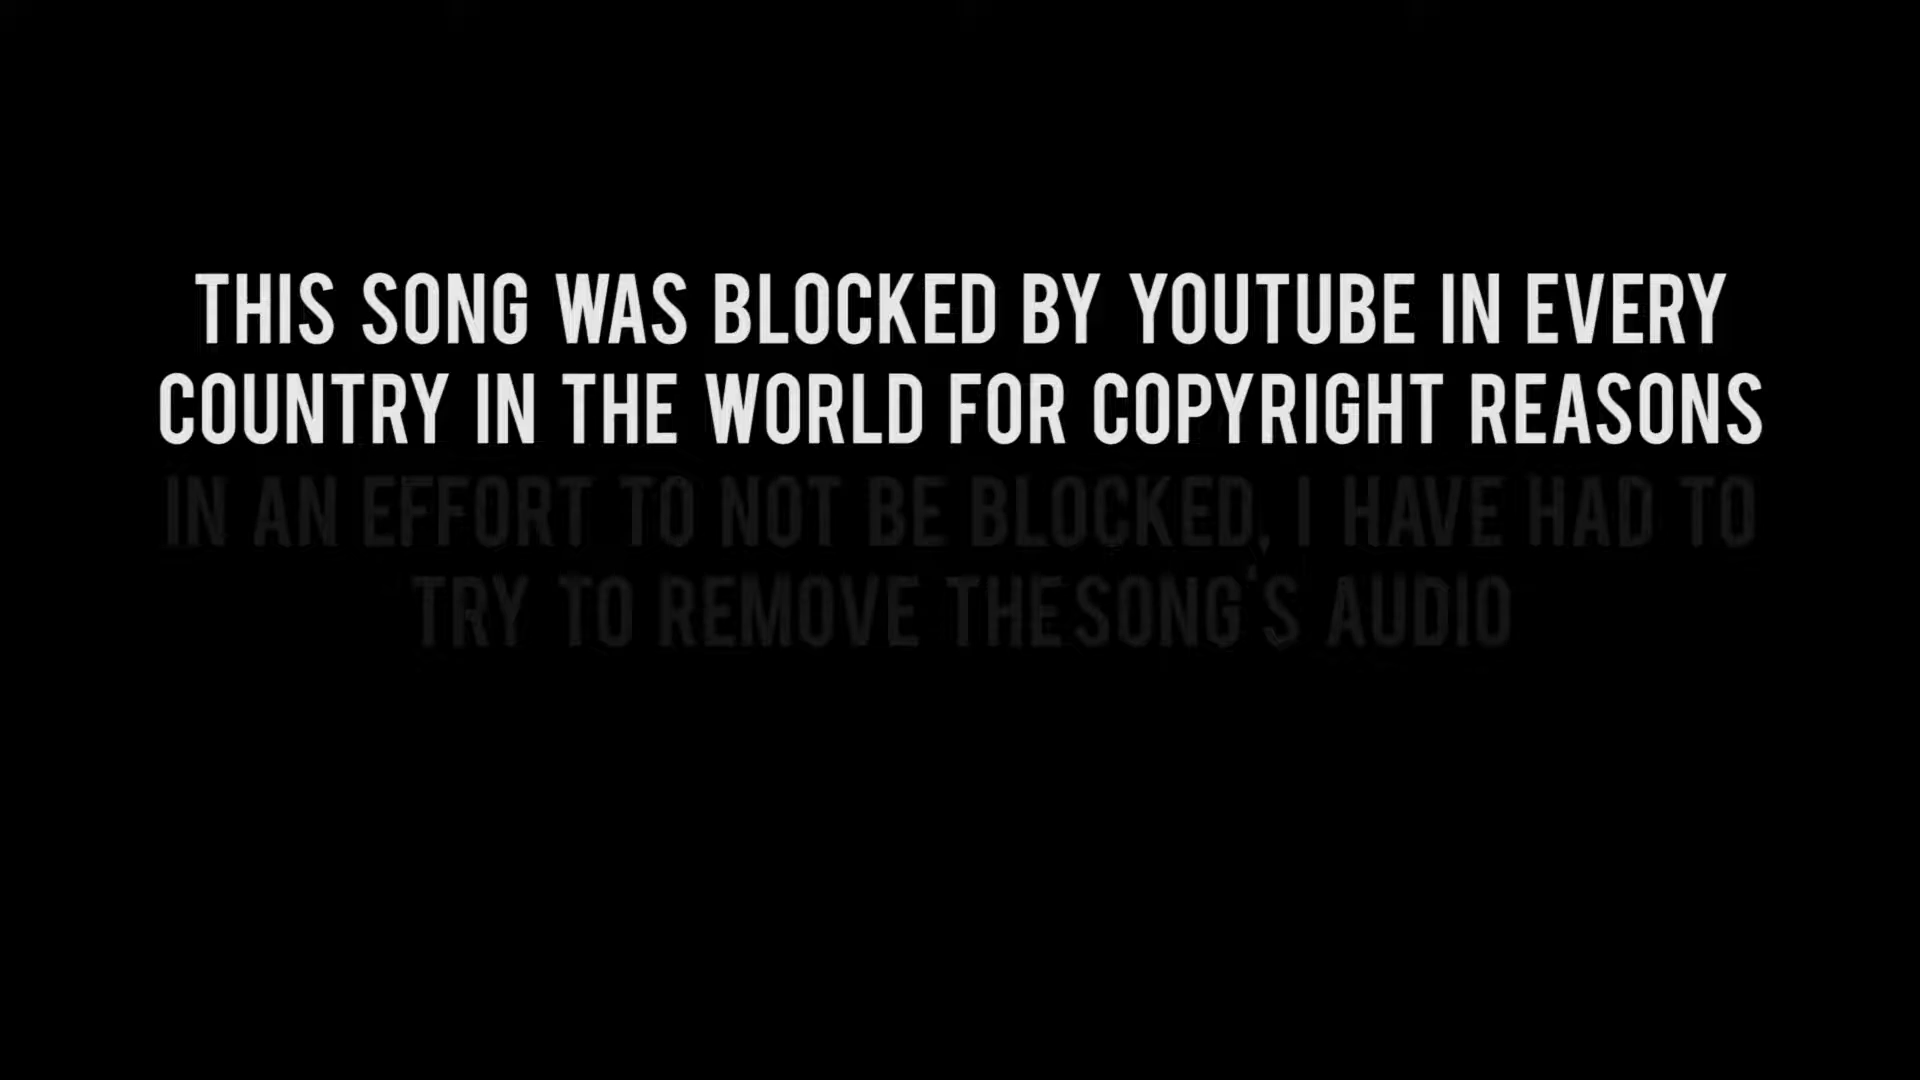 THIS SONG WAS BLOCKED BY YOUTUBE IN EVERY
COUNTRY IN THE WORLD FOR COPYRIGHT REASONS
IN AN EFFORT TO NOT BE BLOCKED, I HAVE HAD TO
TRY TO REMOVE THE SONG'S AUDIO